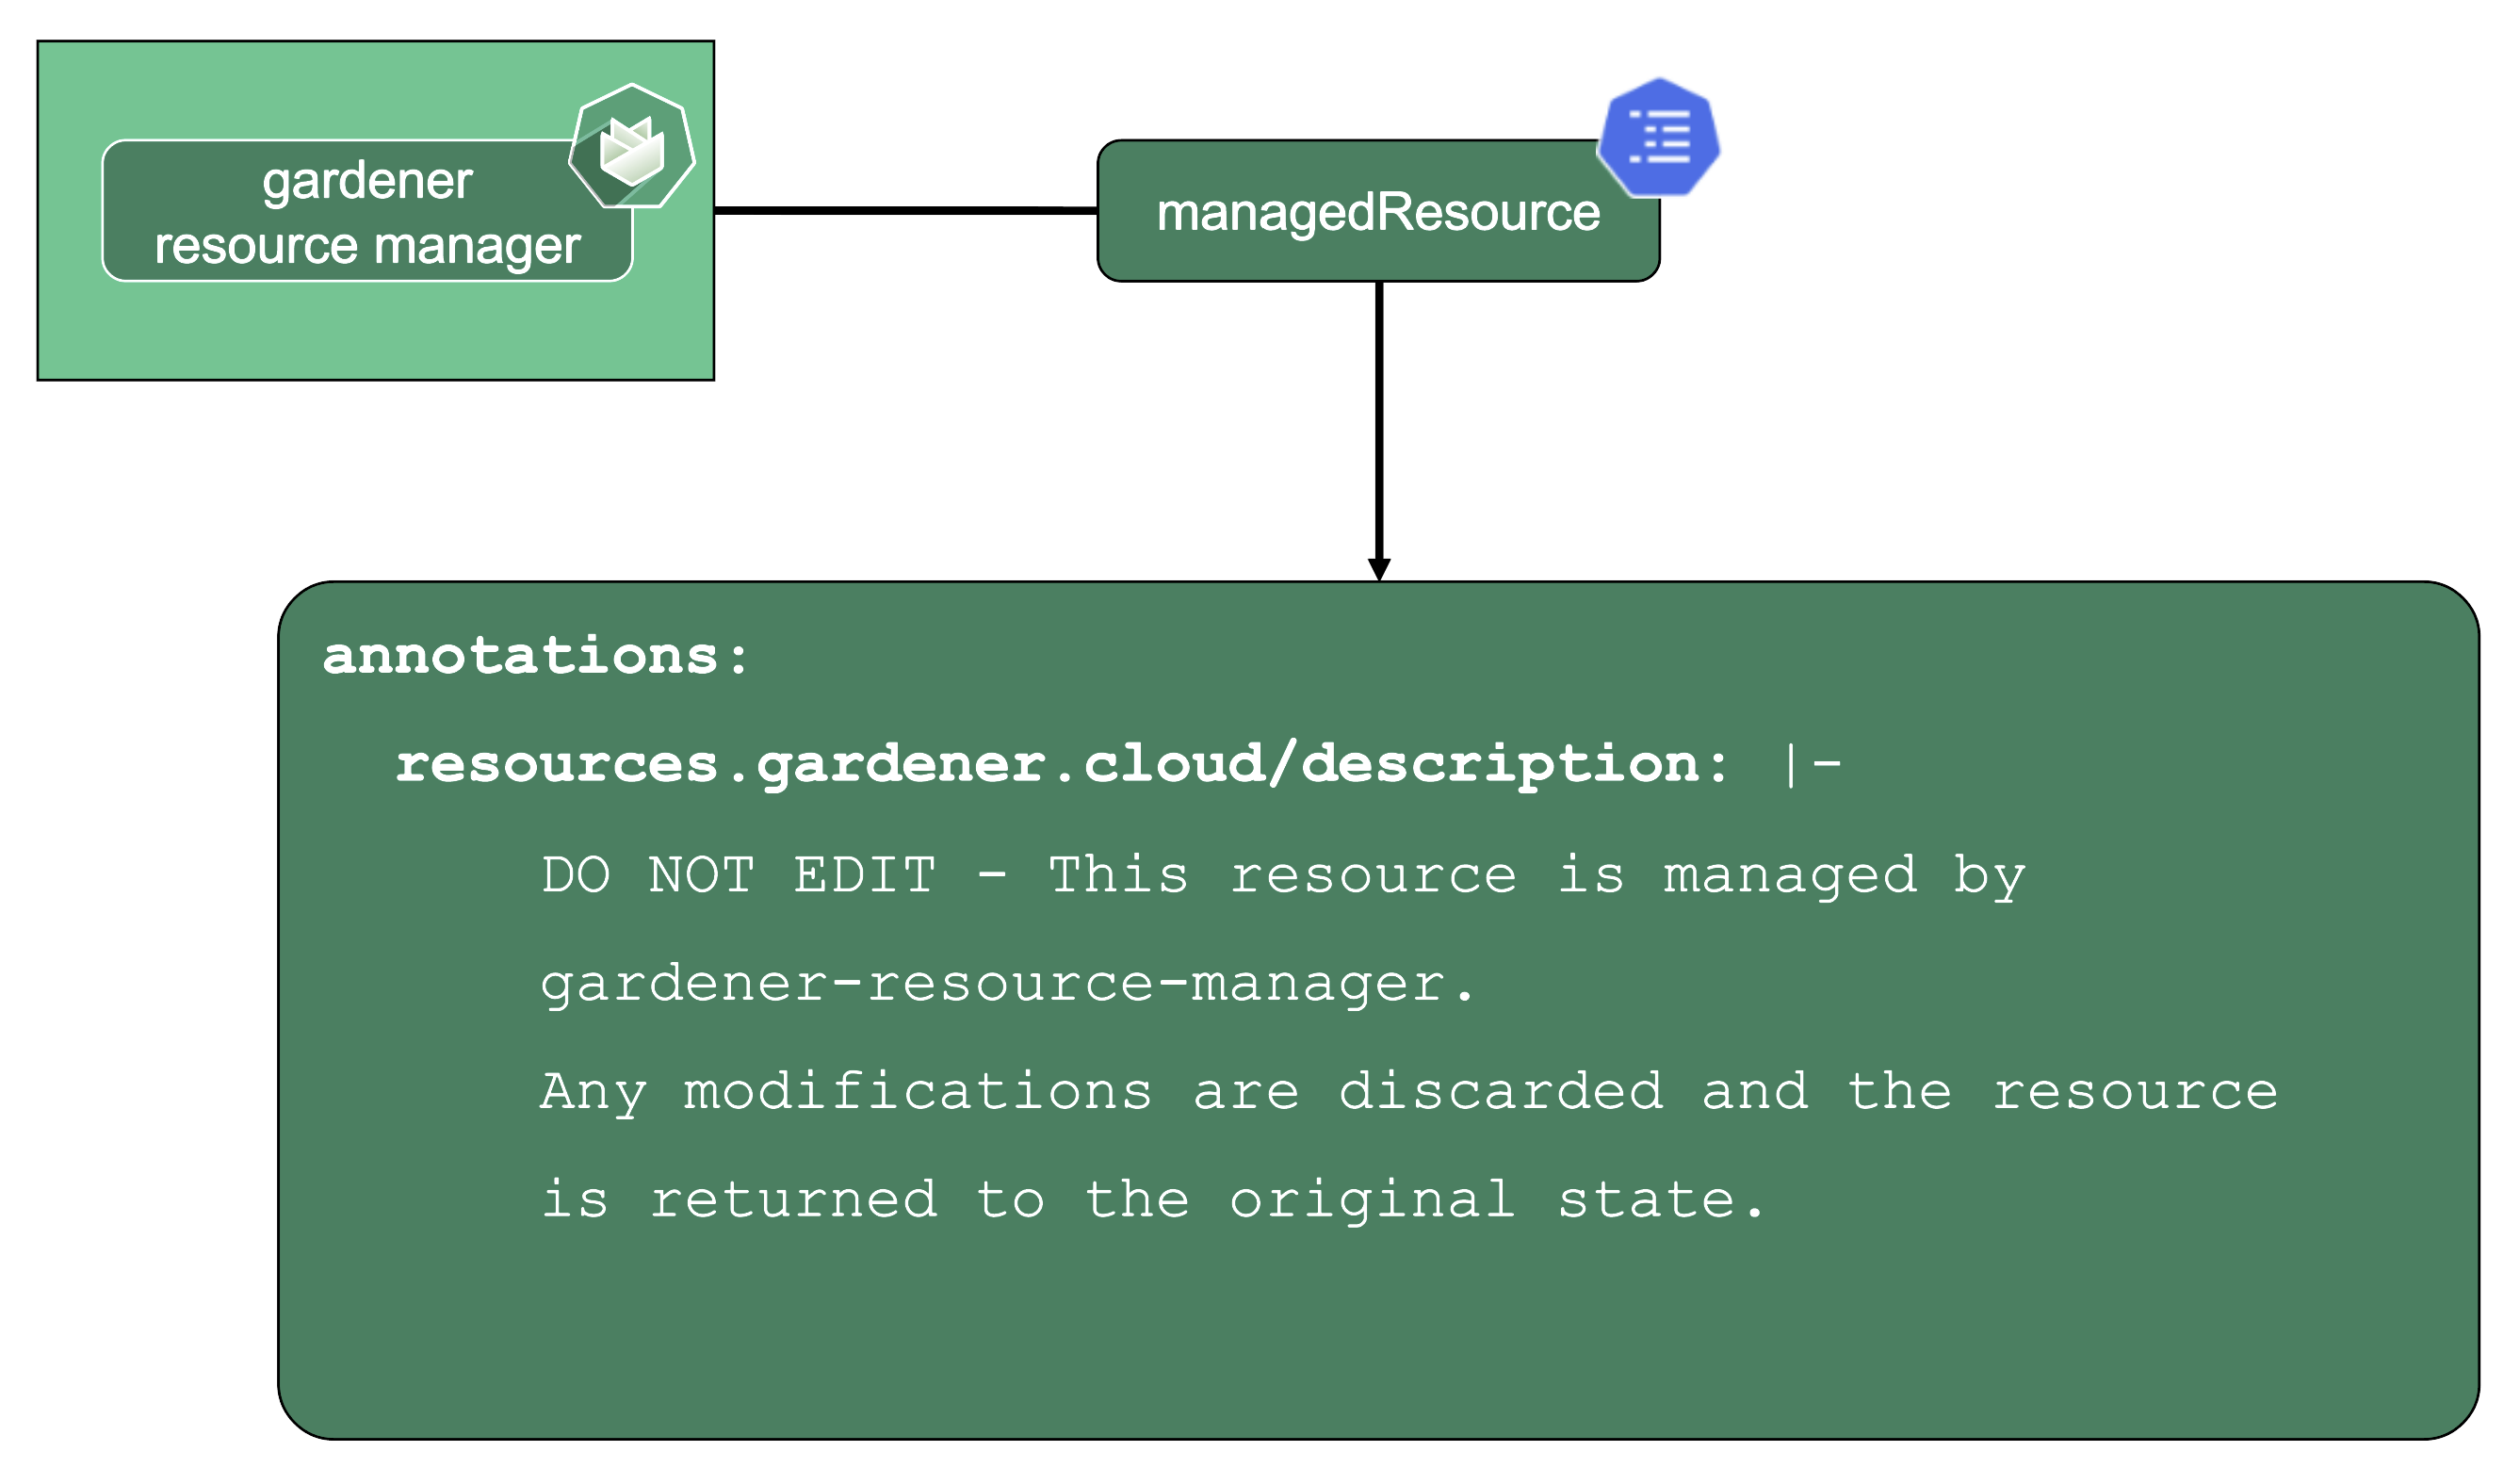 gardener
resource manager
managedResource
annotations:
resources.gardener.cloud/description: |-
DO NOT EDIT - This resource is managed by
gardener-resource-manager.
Any modifications are discarded and the resource
is returned to the original state.